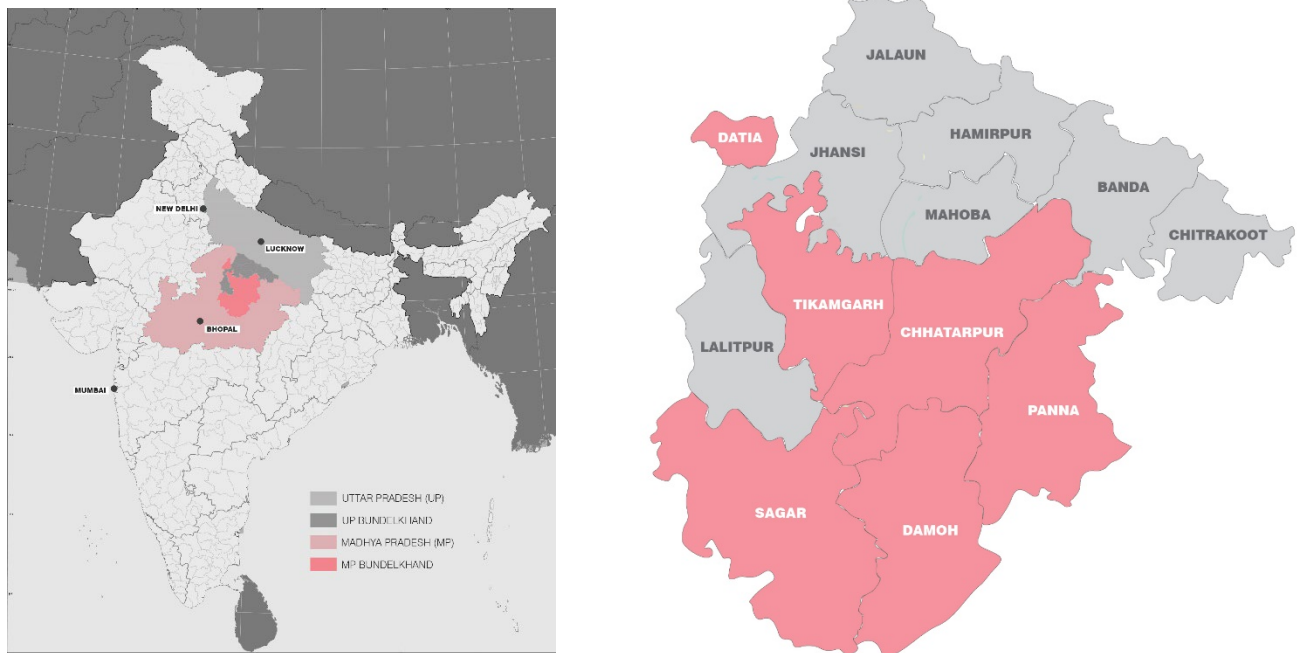 NEW DELHI
LUCKNOW
BHOPAL
MUMBAI
UTTAR PRADESH (UP)
UP BUNDELKHAND
MADHYA PRADESH (MP)
MP BUNDELKHAND
JALAUN
DATIA
JHANSI
HAMIRPUR
BANDA
MAHOBA
CHITRAKOOT
TIKAMGARH
CHHATARPUR
LALITPUR
PANNA
SAGAR
DAMOH